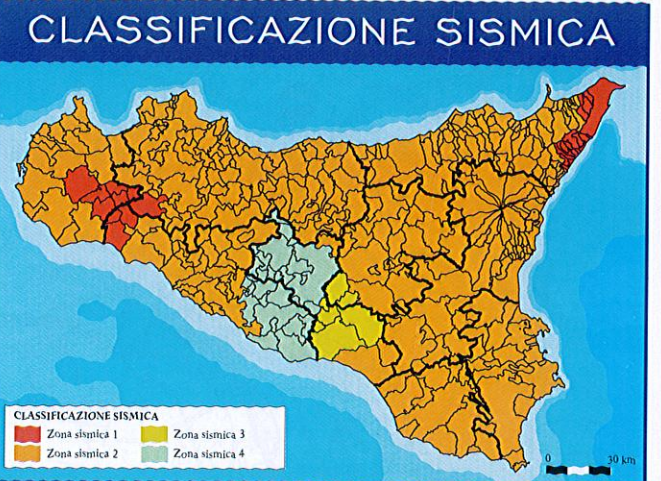 CLASSIFICAZIONE SISMICA
CLASSIFICAZIONE SISMICA
Zona sismica 1
Zona sismica 2
Zona sismica 3
Zona sismica 4
0 30 km